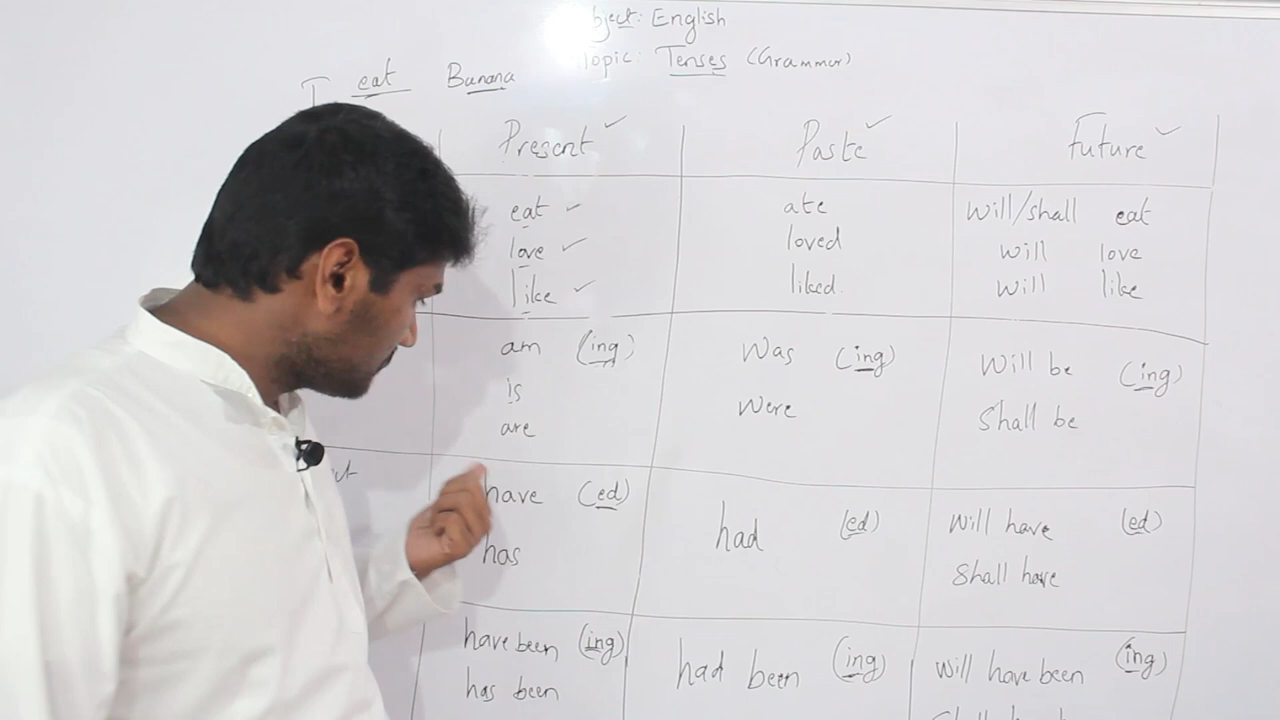 Subject: English
Topic: Tenses (Grammar)
I eat Banana
Present ✓ Paste ✓ Future ✓
eat ✓ ate will/shall eat
love ✓ loved will love
like ✓ liked. will like
am (ing) was (ing) will be (ing)
is were shall be
are
have (ed) had (ed) will have (ed)
has shall have
have been (ing) had been (ing) will have been (ing)
has been